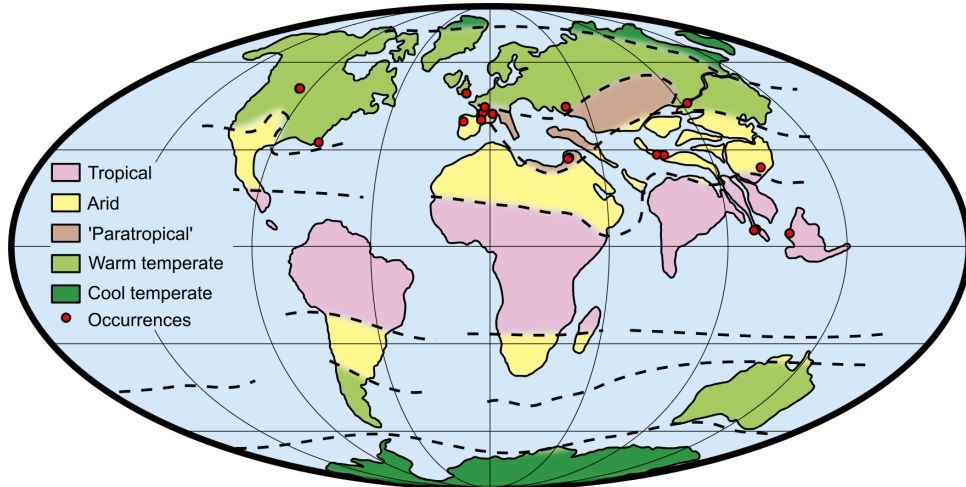 Tropical
Arid
'Paratropical'
Warm temperate
Cool temperate
Occurrences